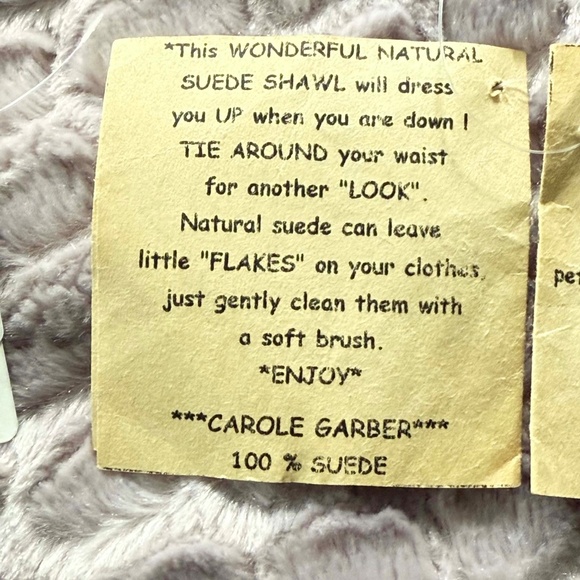 *This WONDERFUL NATURAL
SUEDE SHAWL will dress
you UP when you are down !
TIE AROUND your waist
for another "LOOK".
Natural suede can leave
little "FLAKES" on your clothes,
just gently clean them with
a soft brush.
*ENJOY*
***CAROLE GARBER***
100 % SUEDE